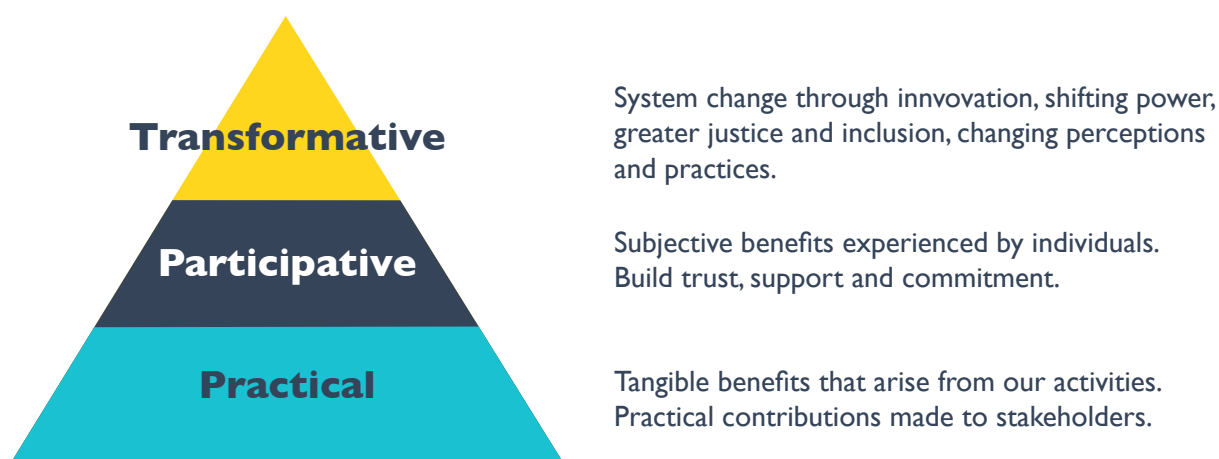 Transformative
System change through innvovation, shifting power,
greater justice and inclusion, changing perceptions
and practices.
Participative
Subjective benefits experienced by individuals.
Build trust, support and commitment.
Practical
Tangible benefits that arise from our activities.
Practical contributions made to stakeholders.